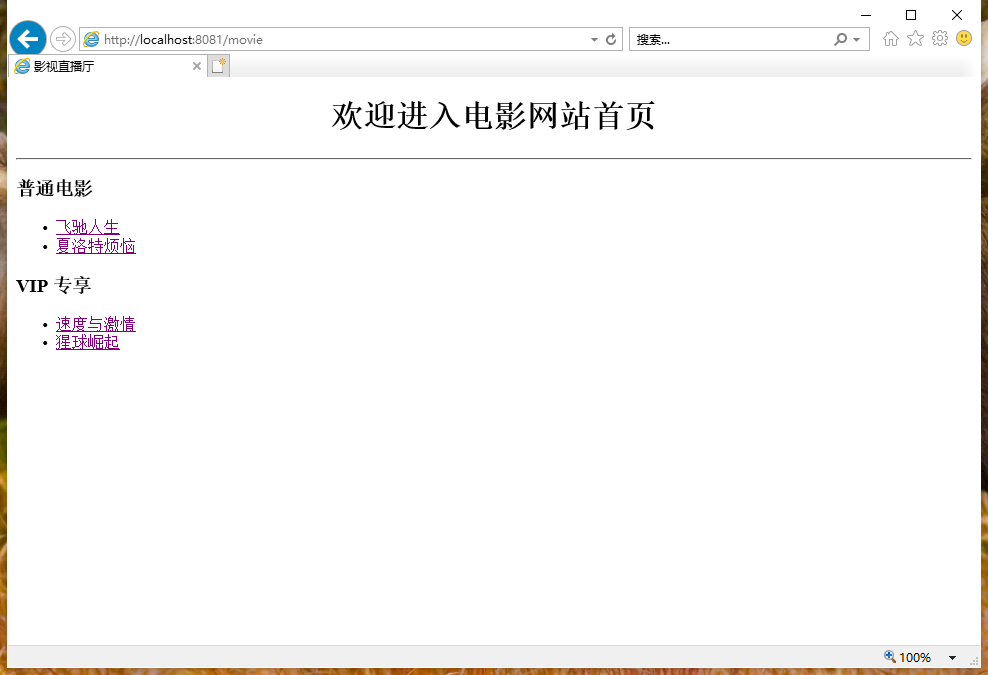 http://localhost:8081/movie
搜索...
影视直播厅
欢迎进入电影网站首页
普通电影
飞驰人生
夏洛特烦恼
VIP 专享
速度与激情
猩球崛起
100%